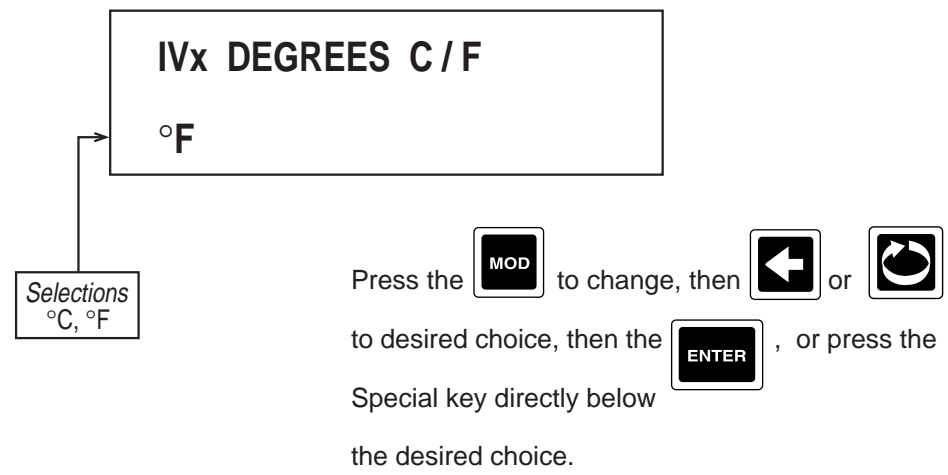 IVx DEGREES C / F
°F
Selections
°C, °F
Press the MOD to change, then or
to desired choice, then the ENTER , or press the
Special key directly below
the desired choice.